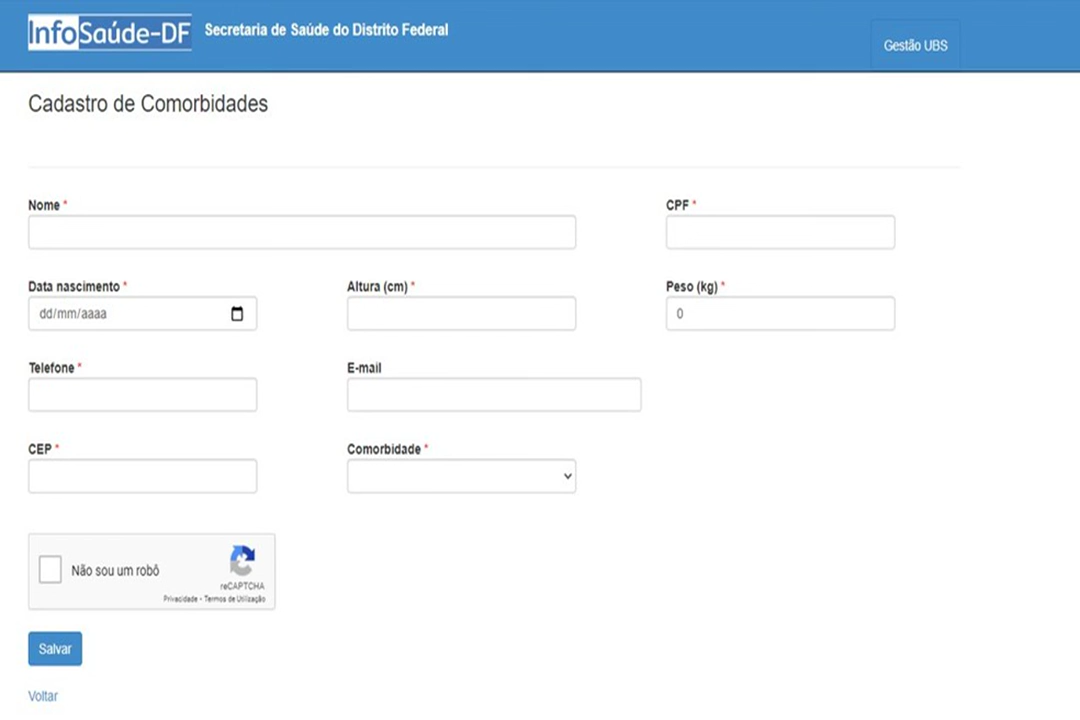 InfoSaúde-DF Secretaria de Saúde do Distrito Federal
Gestão UBS
Cadastro de Comorbidades
Nome * CPF *
Data nascimento * Altura (cm) * Peso (kg) *
dd/mm/aaaa 0
Telefone * E-mail
CEP * Comorbidade *
Não sou um robô
reCAPTCHA
Privacidade - Termos de Utilização
Salvar
Voltar